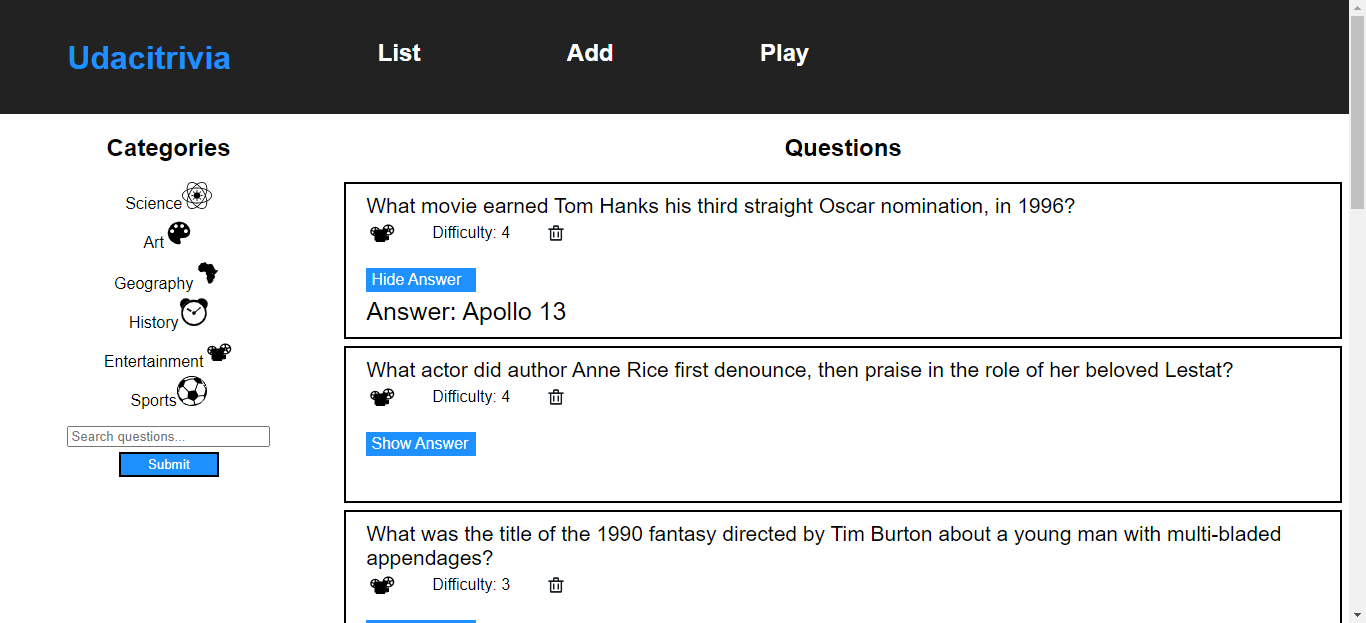 Udacitrivia
List
Add
Play
Categories
Science
Art
Geography
History
Entertainment
Sports
Search questions...
Submit
Questions
What movie earned Tom Hanks his third straight Oscar nomination, in 1996?
Difficulty: 4
Hide Answer
Answer: Apollo 13
What actor did author Anne Rice first denounce, then praise in the role of her beloved Lestat?
Difficulty: 4
Show Answer
What was the title of the 1990 fantasy directed by Tim Burton about a young man with multi-bladed
appendages?
Difficulty: 3